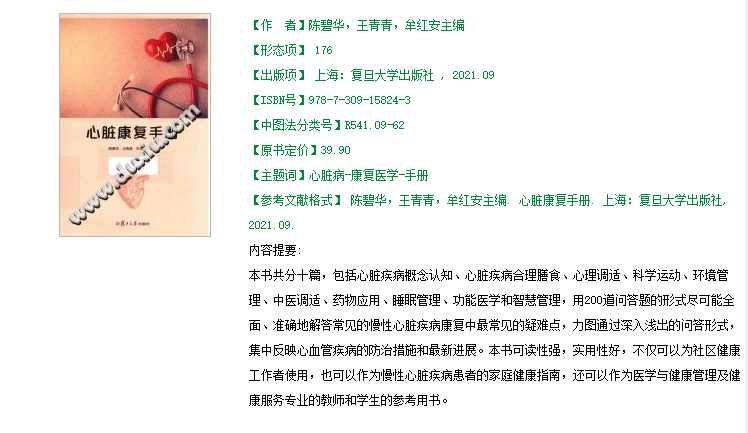 心脏康复手
www.duxiu.com
复旦大学出版社
【作　者】陈碧华，王青青，牟红安主编
【形态项】 176
【出版项】 上海：复旦大学出版社 , 2021.09
【ISBN号】978-7-309-15824-3
【中图法分类号】R541.09-62
【原书定价】39.90
【主题词】心脏病-康复医学-手册
【参考文献格式】 陈碧华，王青青，牟红安主编. 心脏康复手册. 上海：复旦大学出版社,
2021.09.
内容提要:
本书共分十篇，包括心脏疾病概念认知、心脏疾病合理膳食、心理调适、科学运动、环境管
理、中医调适、药物应用、睡眠管理、功能医学和智慧管理，用200道问答题的形式尽可能全
面、准确地解答常见的慢性心脏疾病康复中最常见的疑难点，力图通过深入浅出的问答形式，
集中反映心血管疾病的防治措施和最新进展。本书可读性强，实用性好，不仅可以为社区健康
工作者使用，也可以作为慢性心脏疾病患者的家庭健康指南，还可以作为医学与健康管理及健
康服务专业的教师和学生的参考用书。